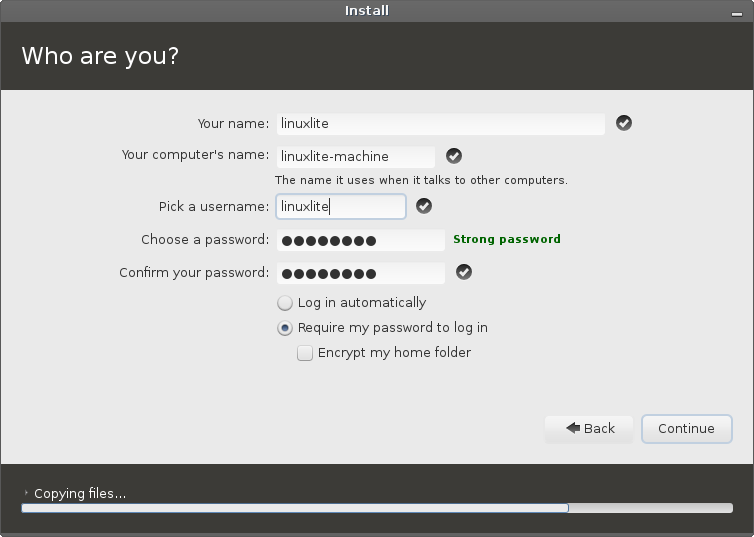 Install
Who are you?
Your name: linuxlite
Your computer's name: linuxlite-machine
The name it uses when it talks to other computers.
Pick a username: linuxlite
Choose a password: ●●●●●●●● Strong password
Confirm your password: ●●●●●●●●
Log in automatically
Require my password to log in
Encrypt my home folder
Back Continue
Copying files...